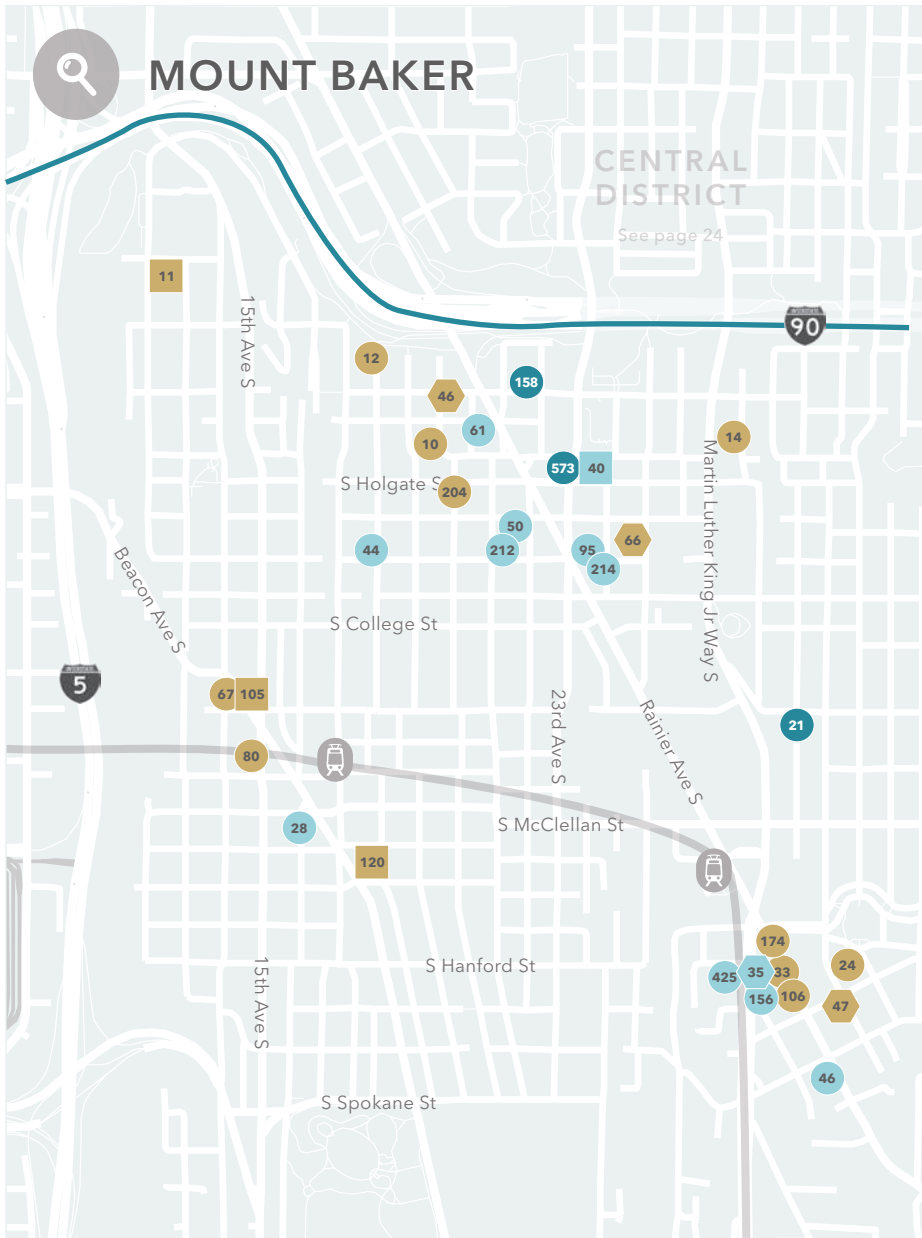 MOUNT BAKER
CENTRAL
DISTRICT
See page 24
11
15th Ave S
INTERSTATE
90
12
158
46
61
10
14
573
40
S Holgate S
204
Martin Luther King Jr Way S
50
44
212
95
66
214
Beacon Ave S
S College St
INTERSTATE
5
67
105
23rd Ave S
Rainier Ave S
21
80
28
S McClellan St
120
174
S Hanford St
425
35
33
24
156
106
47
15th Ave S
46
S Spokane St